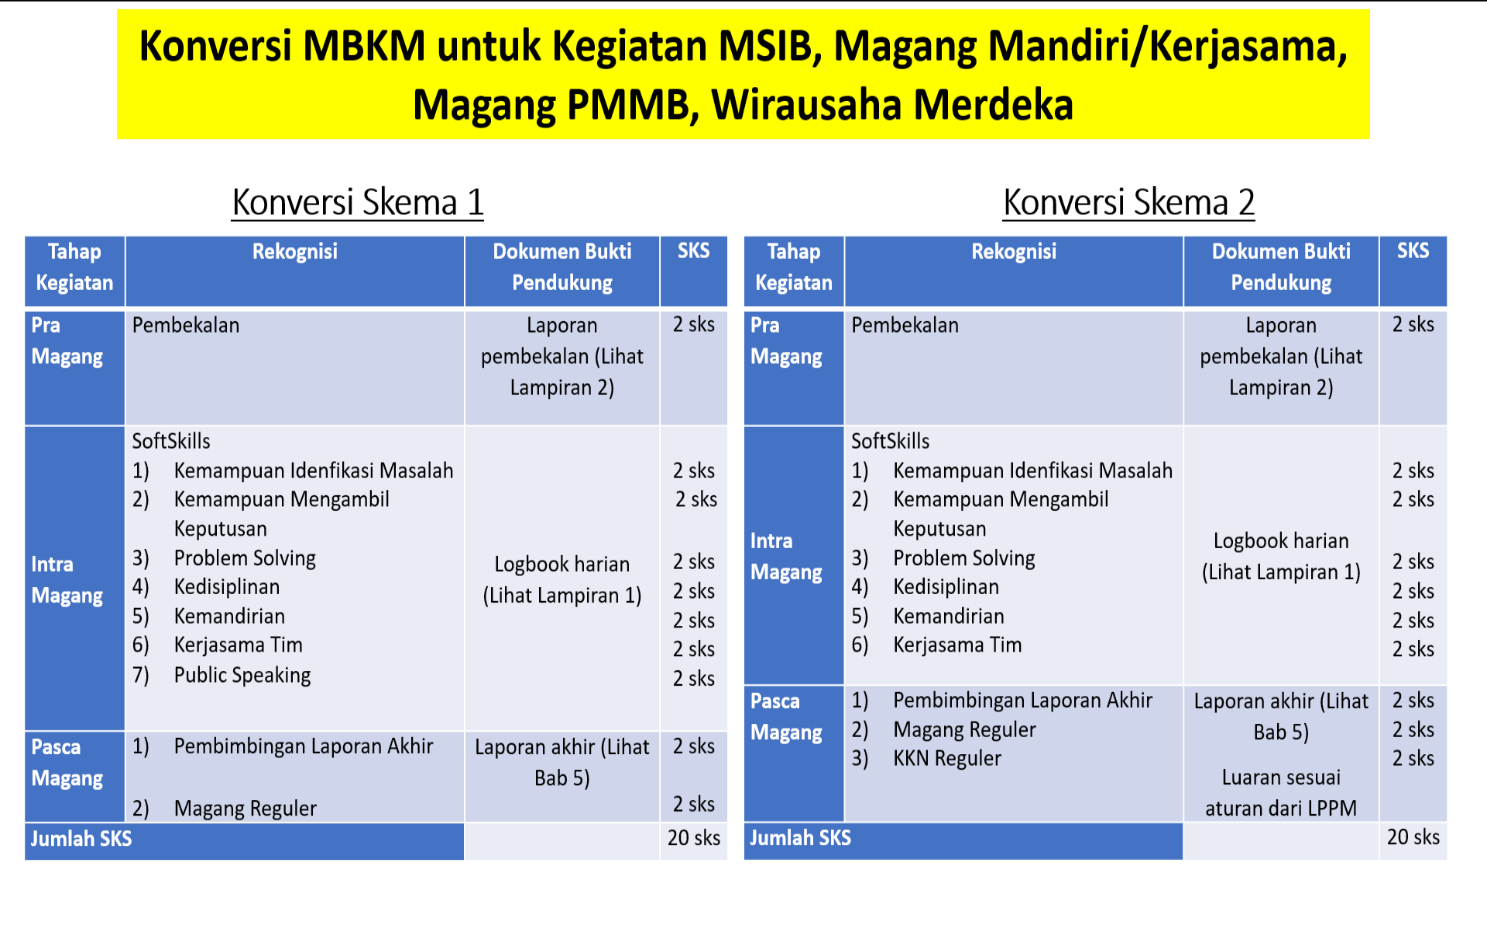 Konversi MBKM untuk Kegiatan MSIB, Magang Mandiri/Kerjasama,
Magang PMMB, Wirausaha Merdeka
Konversi Skema 1
Tahap
Kegiatan
Rekognisi
Dokumen Bukti
Pendukung
SKS
Pra
Magang
Pembekalan
Laporan
pembekalan (Lihat
Lampiran 2)
2 sks
Intra
Magang
SoftSkills
1) Kemampuan Idenfikasi Masalah
2) Kemampuan Mengambil
Keputusan
3) Problem Solving
4) Kedisiplinan
5) Kemandirian
6) Kerjasama Tim
7) Public Speaking
Logbook harian
(Lihat Lampiran 1)
2 sks
2 sks
2 sks
2 sks
2 sks
2 sks
2 sks
Pasca
Magang
1) Pembimbingan Laporan Akhir
2) Magang Reguler
Laporan akhir (Lihat
Bab 5)
2 sks
2 sks
Jumlah SKS
20 sks
Konversi Skema 2
Tahap
Kegiatan
Rekognisi
Dokumen Bukti
Pendukung
SKS
Pra
Magang
Pembekalan
Laporan
pembekalan (Lihat
Lampiran 2)
2 sks
Intra
Magang
SoftSkills
1) Kemampuan Idenfikasi Masalah
2) Kemampuan Mengambil
Keputusan
3) Problem Solving
4) Kedisiplinan
5) Kemandirian
6) Kerjasama Tim
Logbook harian
(Lihat Lampiran 1)
2 sks
2 sks
2 sks
2 sks
2 sks
2 sks
Pasca
Magang
1) Pembimbingan Laporan Akhir
2) Magang Reguler
3) KKN Reguler
Laporan akhir (Lihat
Bab 5)
Luaran sesuai
aturan dari LPPM
2 sks
2 sks
2 sks
Jumlah SKS
20 sks